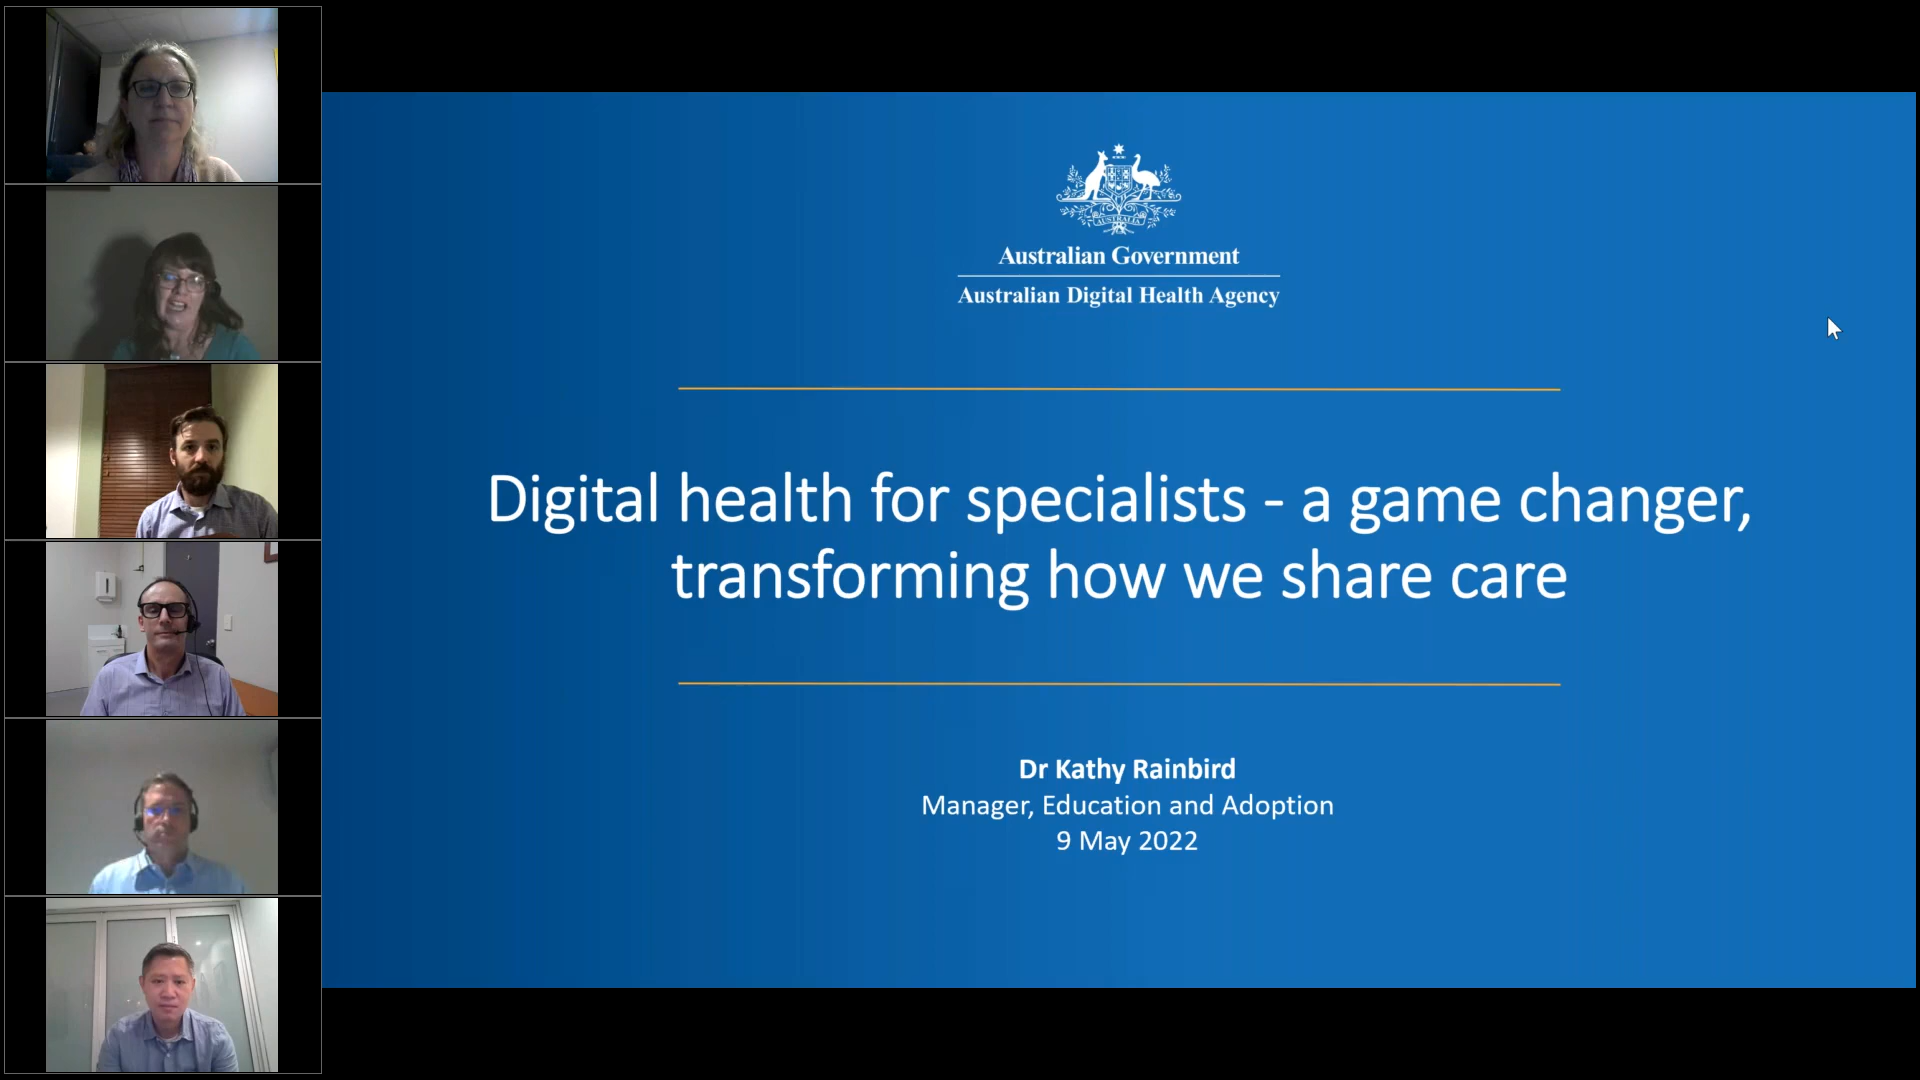 AUSTRALIA
Australian Government
Australian Digital Health Agency
Digital health for specialists - a game changer,
transforming how we share care
Dr Kathy Rainbird
Manager, Education and Adoption
9 May 2022